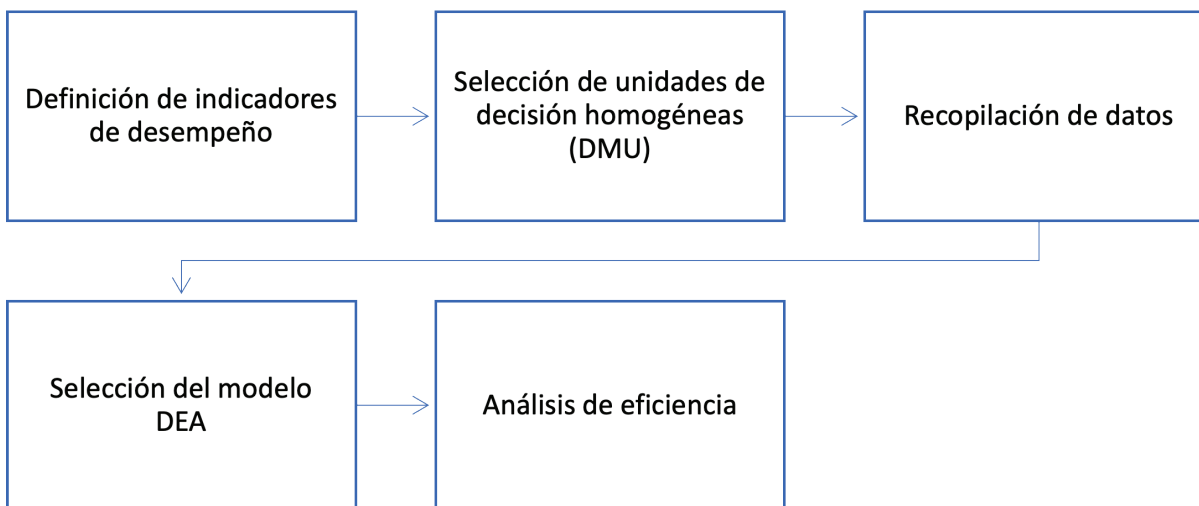 Definición de indicadores
de desempeño
Selección de unidades de
decisión homogéneas
(DMU)
Recopilación de datos
Selección del modelo
DEA
Análisis de eficiencia